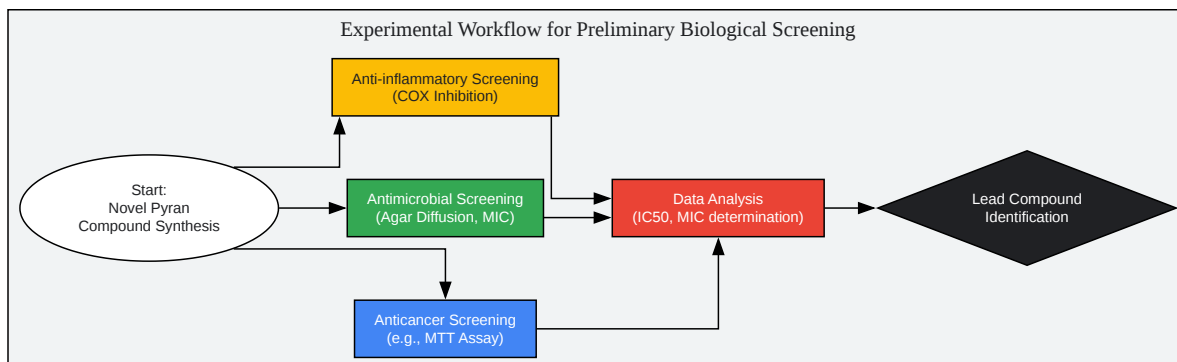 Experimental Workflow for Preliminary Biological Screening
Anti-inflammatory Screening
(COX Inhibition)
Start:
Novel Pyran
Compound Synthesis
Antimicrobial Screening
(Agar Diffusion, MIC)
Data Analysis
(IC50, MIC determination)
Lead Compound
Identification
Anticancer Screening
(e.g., MTT Assay)